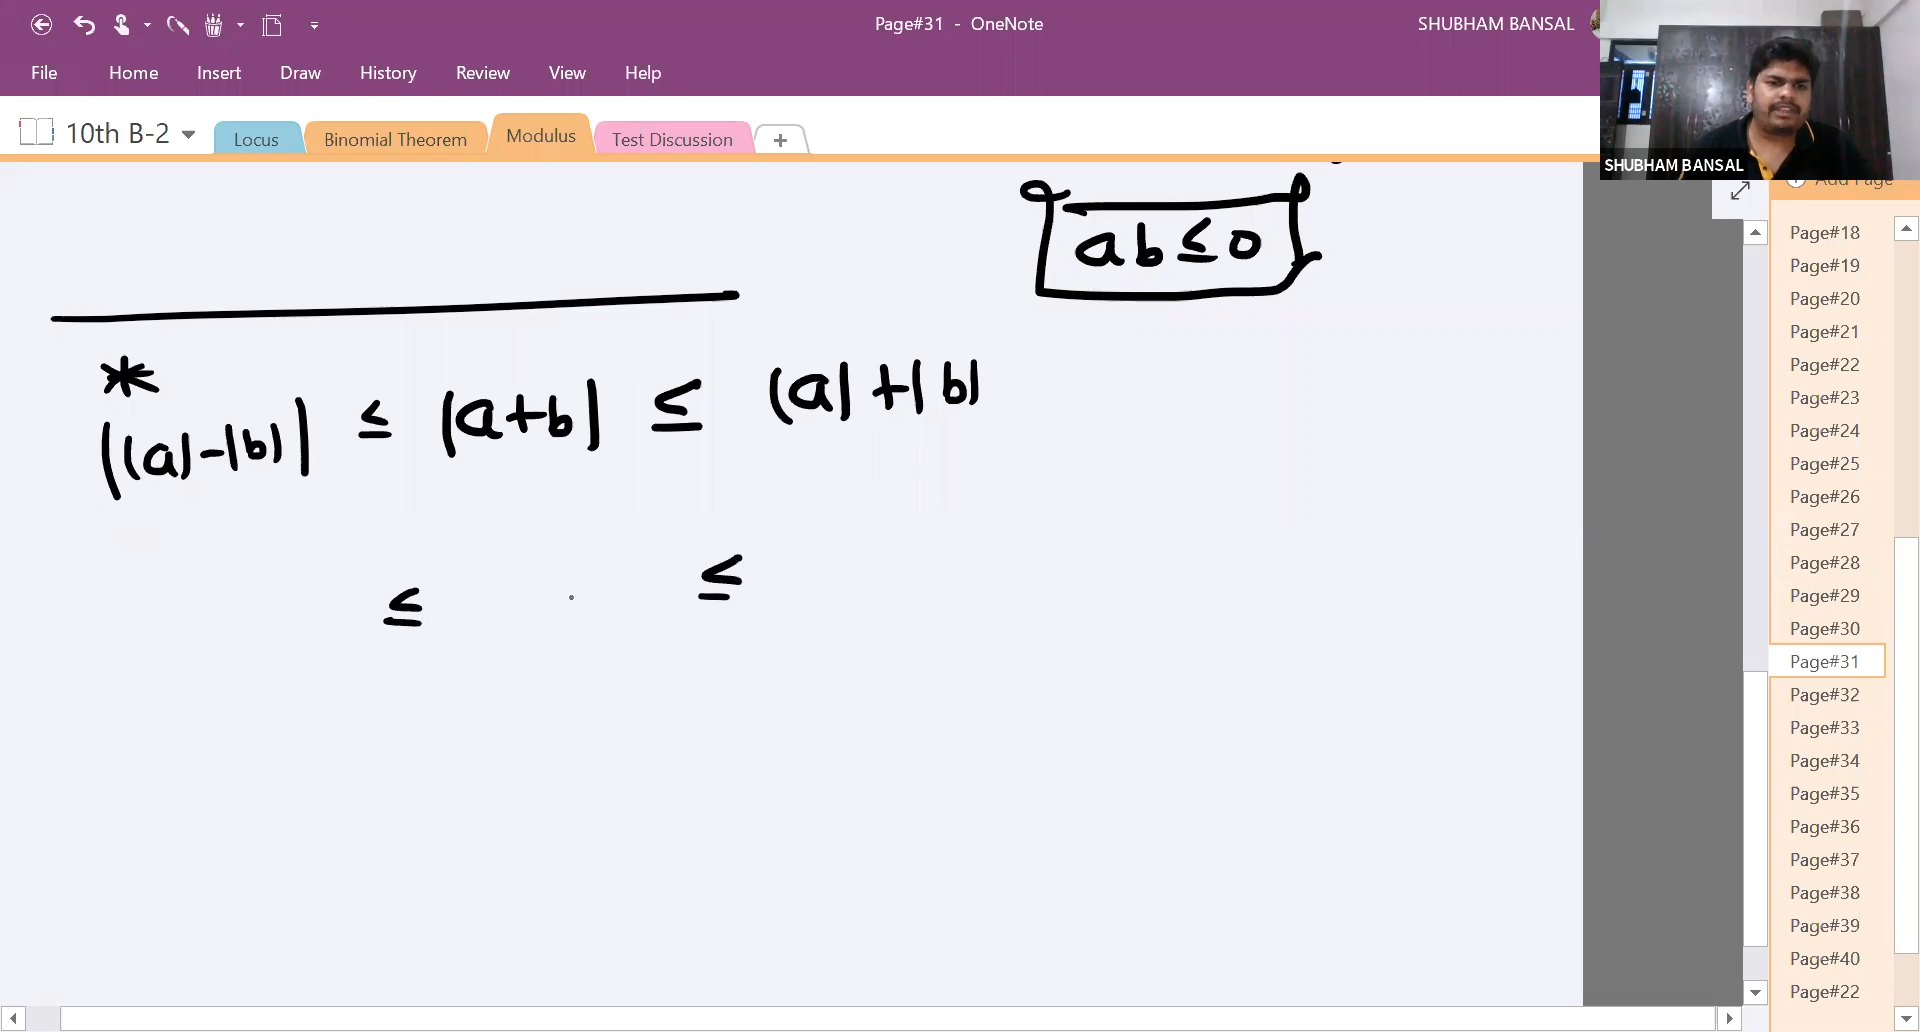 Page#31 - OneNote
SHUBHAM BANSAL
File Home Insert Draw History Review View Help
SHUBHAM BANSAL
10th B-2 Locus Binomial Theorem Modulus Test Discussion +
Add Page
ab ≤ 0
*
||a|-|b|| ≤ |a+b| ≤ |a|+|b|
≤ ≤
Page#18
Page#19
Page#20
Page#21
Page#22
Page#23
Page#24
Page#25
Page#26
Page#27
Page#28
Page#29
Page#30
Page#31
Page#32
Page#33
Page#34
Page#35
Page#36
Page#37
Page#38
Page#39
Page#40
Page#22